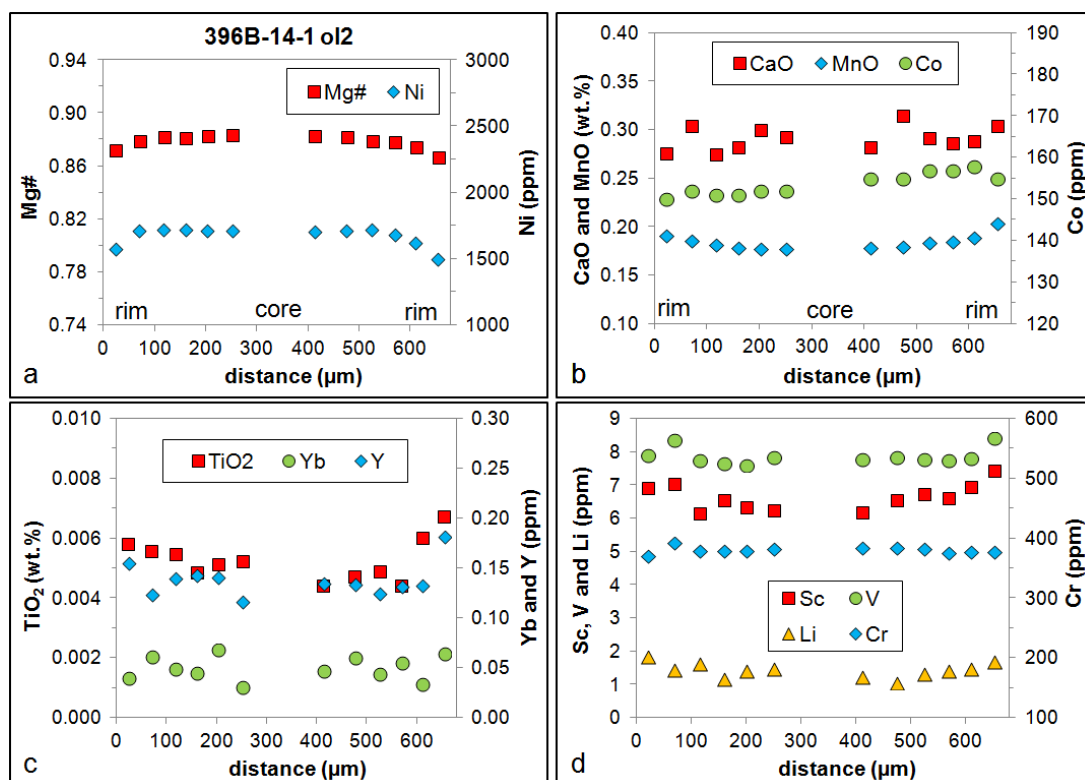 396B-14-1 ol2
0.94
0.90
0.86
0.82
0.78
0.74
Mg#
Mg# Ni
3000
2500
2000
1500
1000
Ni (ppm)
rim core rim
0 100 200 300 400 500 600
distance (µm)
a
0.40
0.35
0.30
0.25
0.20
0.15
0.10
CaO and MnO (wt.%)
CaO MnO Co
190
180
170
160
150
140
130
120
Co (ppm)
rim core rim
0 100 200 300 400 500 600
distance (µm)
b
0.010
0.008
0.006
0.004
0.002
0.000
TiO2 (wt.%)
TiO2 Yb Y
0.30
0.25
0.20
0.15
0.10
0.05
0.00
Yb and Y (ppm)
0 100 200 300 400 500 600
distance (µm)
c
9
8
7
6
5
4
3
2
1
0
Sc, V and Li (ppm)
Sc V
Li Cr
600
500
400
300
200
100
Cr (ppm)
0 100 200 300 400 500 600
distance (µm)
d